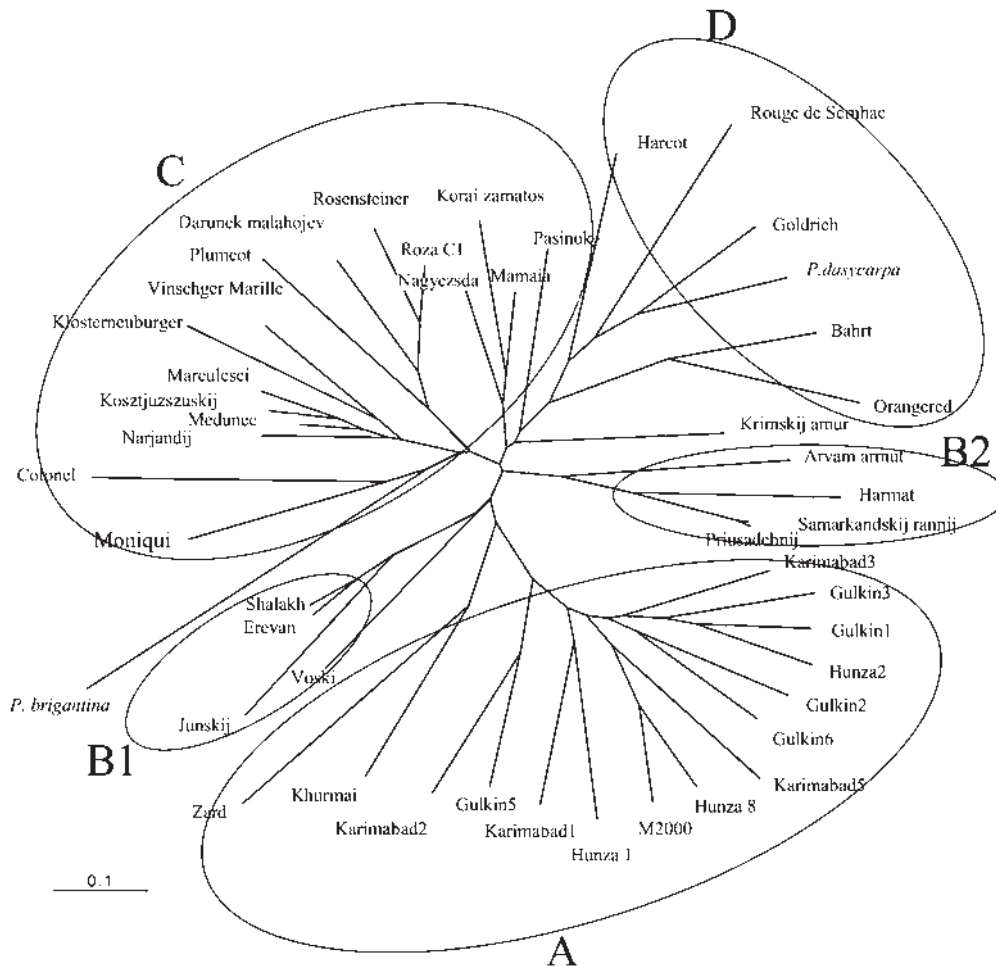 D
Rouge de Sernhac
Harcot
C
Rosensteiner
Korai zamatos
Darunek malahojev
Goldrich
Roza C1
Pasinok
Plumcot
Nagyczsda
Mamaia
P.dasycarpa
Vinschger Marille
Klosterneuburger
Bahrt
Marculesci
Kosztjuzszuskij
Orangered
Medunec
Krimskij amur
Narjandij
B2
Arvam armut
Colonel
Harmat
Samarkandskij rannij
Priusadebnij
Moniqui
Karimabad3
Gulkin3
Shalakh
Erevan
Gulkin1
Hunza2
Voski
P. brigantina
Gulkin2
Junskij
Gulkin6
B1
Karimabad5
Khurmai
Hunza 8
Gulkin5
Zard
Karimabad2
Karimabad1
M2000
Hunza 1
0.1
A